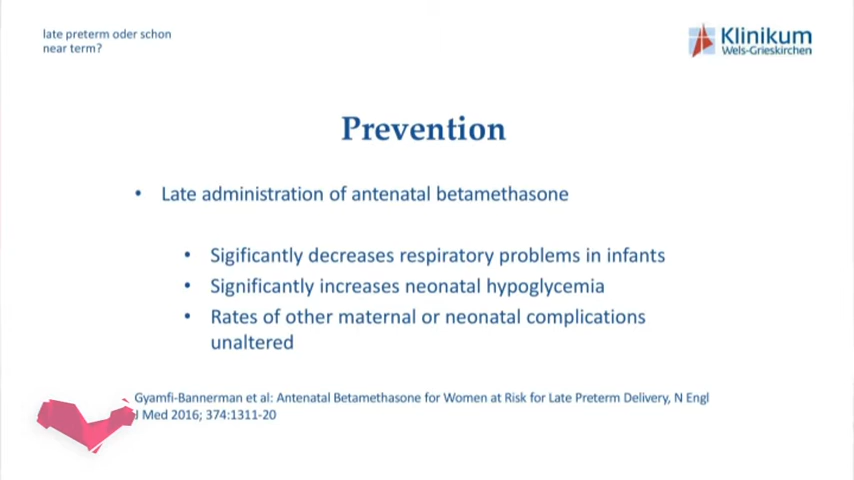 late preterm oder schon
near term?
Klinikum
Wels-Grieskirchen
Prevention
• Late administration of antenatal betamethasone
• Sigificantly decreases respiratory problems in infants
• Significantly increases neonatal hypoglycemia
• Rates of other maternal or neonatal complications
unaltered
Gyamfi-Bannerman et al: Antenatal Betamethasone for Women at Risk for Late Preterm Delivery, N Engl
J Med 2016; 374:1311-20